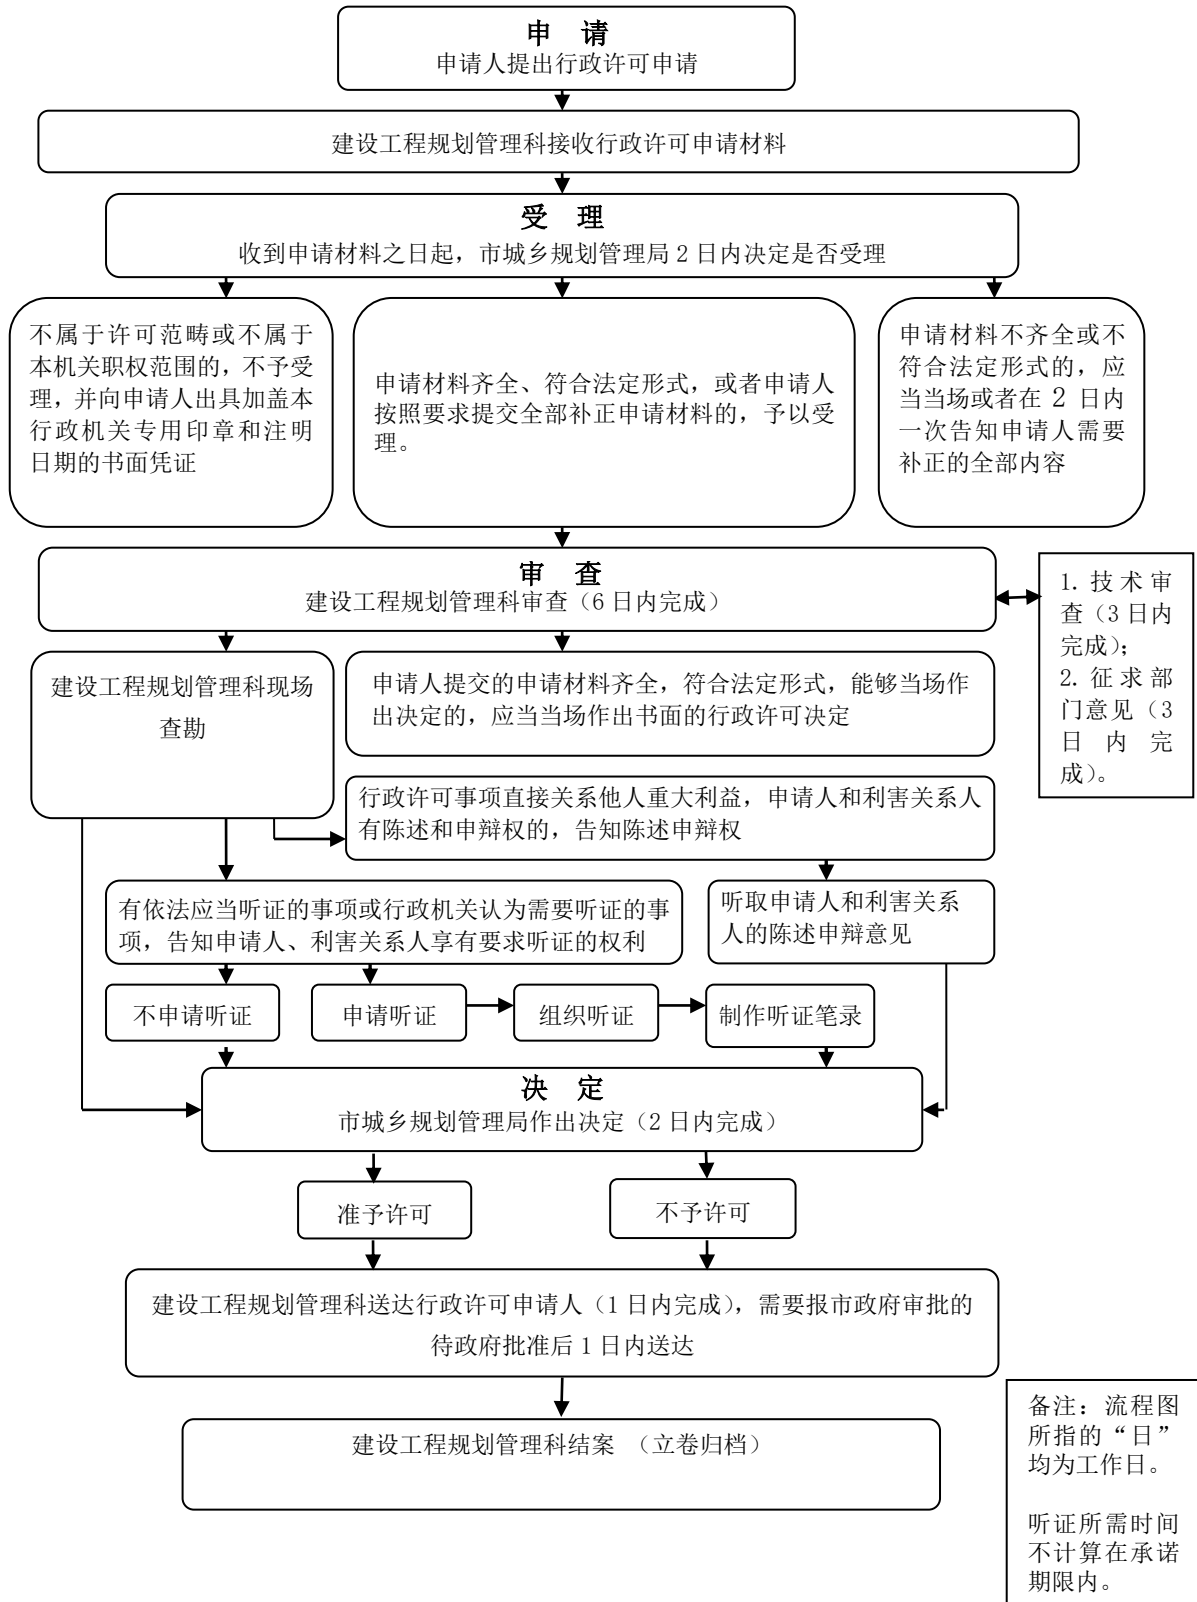 申 请
申请人提出行政许可申请
建设工程规划管理科接收行政许可申请材料
受 理
收到申请材料之日起，市城乡规划管理局 2 日内决定是否受理
不属于许可范畴或不属于
本机关职权范围的，不予受
理，并向申请人出具加盖本
行政机关专用印章和注明
日期的书面凭证
申请材料齐全、符合法定形式，或者申请人
按照要求提交全部补正申请材料的，予以受
理。
申请材料不齐全或不
符合法定形式的，应
当当场或者在 2 日内
一次告知申请人需要
补正的全部内容
审 查
建设工程规划管理科审查（6 日内完成）
1. 技术审
查（3 日内
完成）；
2. 征求部
门意见（3
日内完
成）。
建设工程规划管理科现场
查勘
申请人提交的申请材料齐全，符合法定形式，能够当场作
出决定的，应当当场作出书面的行政许可决定
行政许可事项直接关系他人重大利益，申请人和利害关系人
有陈述和申辩权的，告知陈述申辩权
有依法应当听证的事项或行政机关认为需要听证的事
项，告知申请人、利害关系人享有要求听证的权利
听取申请人和利害关系
人的陈述申辩意见
不申请听证
申请听证
组织听证
制作听证笔录
决 定
市城乡规划管理局作出决定（2 日内完成）
准予许可
不予许可
建设工程规划管理科送达行政许可申请人（1 日内完成），需要报市政府审批的
待政府批准后 1 日内送达
建设工程规划管理科结案 （立卷归档）
备注：流程图
所指的“日”
均为工作日。
听证所需时间
不计算在承诺
期限内。